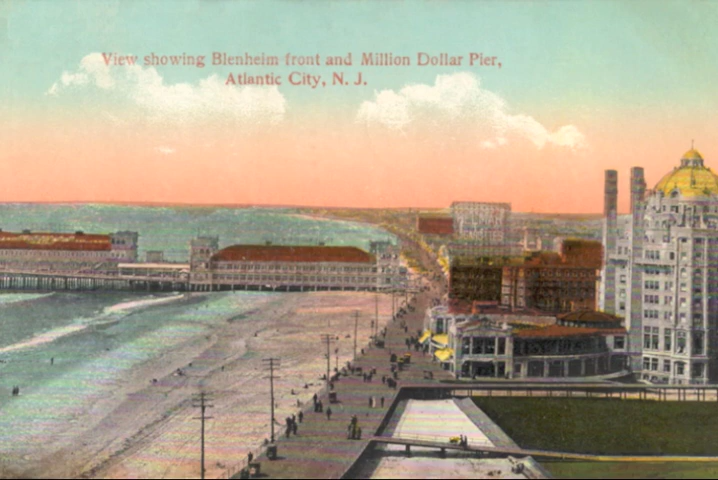 View showing Blenheim front and Million Dollar Pier,
Atlantic City, N. J.